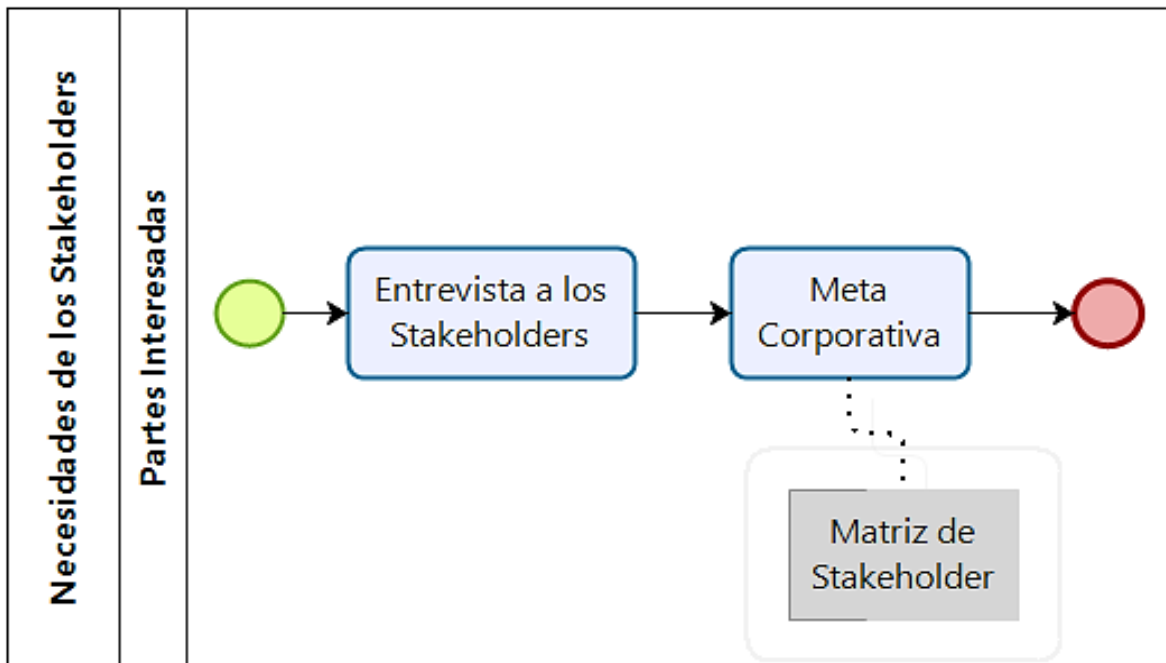 Necesidades de los Stakeholders
Partes Interesadas
Entrevista a los
Stakeholders
Meta
Corporativa
Matriz de
Stakeholder